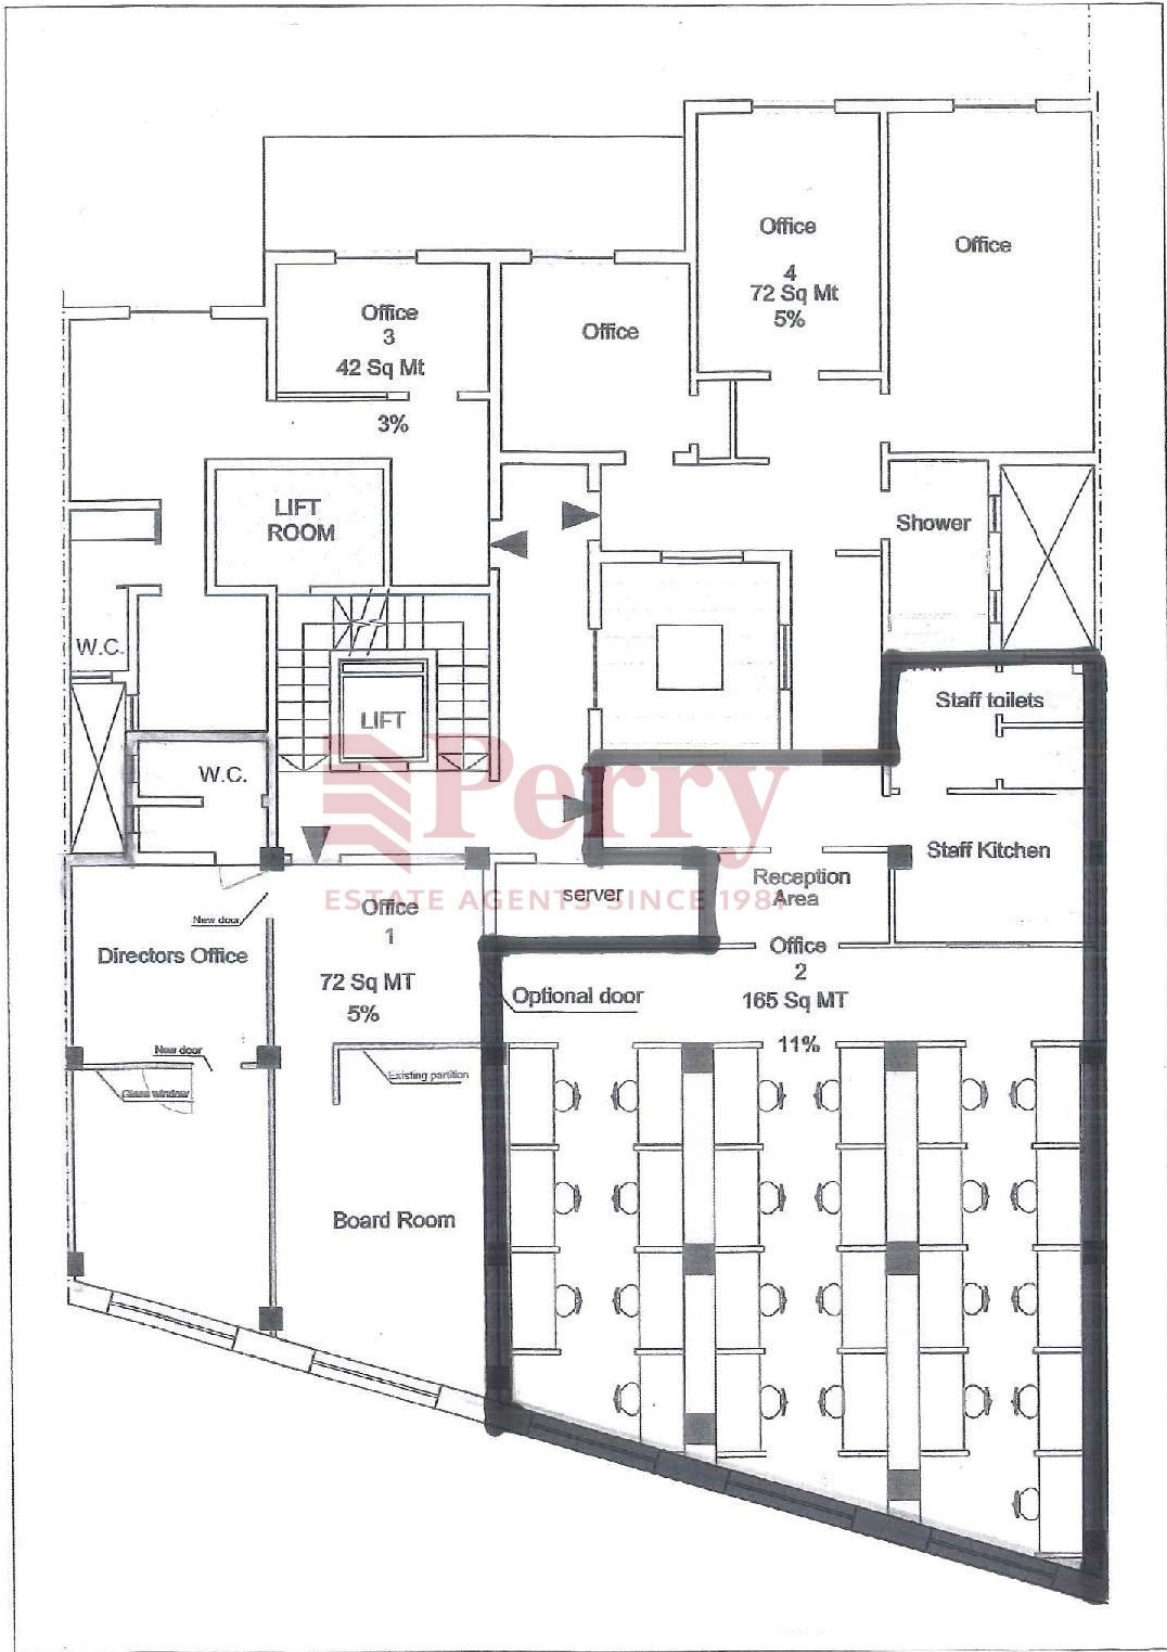 Office
4
72 Sq Mt
5%
Office
Office
3
42 Sq Mt
3%
Office
LIFT
ROOM
Shower
W.C.
LIFT
Staff toilets
W.C.
Perry
ESTATE AGENTS SINCE 1981
Staff Kitchen
Reception
Area
server
New door
Office
1
72 Sq MT
5%
Directors Office
Office
2
165 Sq MT
11%
Optional door
New door
Existing partition
Glass window
Board Room